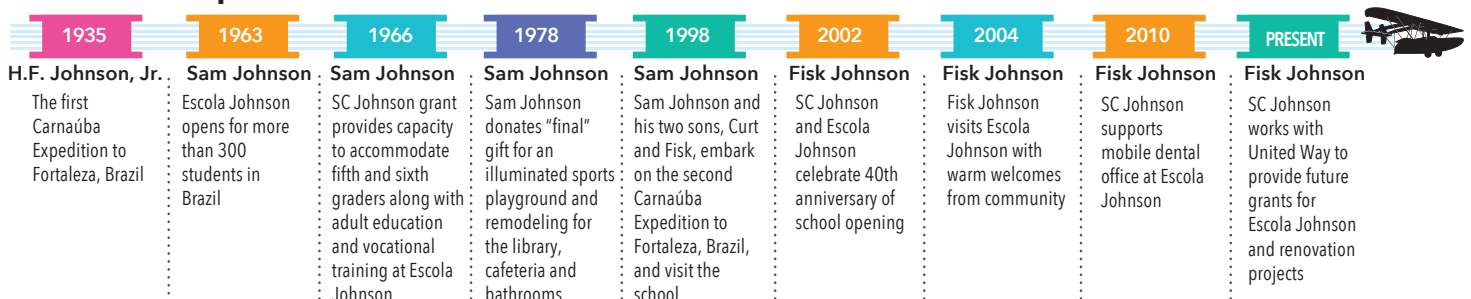 1935
H.F. Johnson, Jr.
The first
Carnaúba
Expedition to
Fortaleza, Brazil
1963
Sam Johnson
Escola Johnson
opens for more
than 300
students in
Brazil
1966
Sam Johnson
SC Johnson grant
provides capacity
to accommodate
fifth and sixth
graders along with
adult education
and vocational
training at Escola
Johnson
1978
Sam Johnson
Sam Johnson
donates "final"
gift for an
illuminated sports
playground and
remodeling for
the library,
cafeteria and
bathrooms
1998
Sam Johnson
Sam Johnson and
his two sons, Curt
and Fisk, embark
on the second
Carnaúba
Expedition to
Fortaleza, Brazil,
and visit the
school
2002
Fisk Johnson
SC Johnson
and Escola
Johnson
celebrate 40th
anniversary of
school opening
2004
Fisk Johnson
Fisk Johnson
visits Escola
Johnson with
warm welcomes
from community
2010
Fisk Johnson
SC Johnson
supports
mobile dental
office at Escola
Johnson
PRESENT
Fisk Johnson
SC Johnson
works with
United Way to
provide future
grants for
Escola Johnson
and renovation
projects